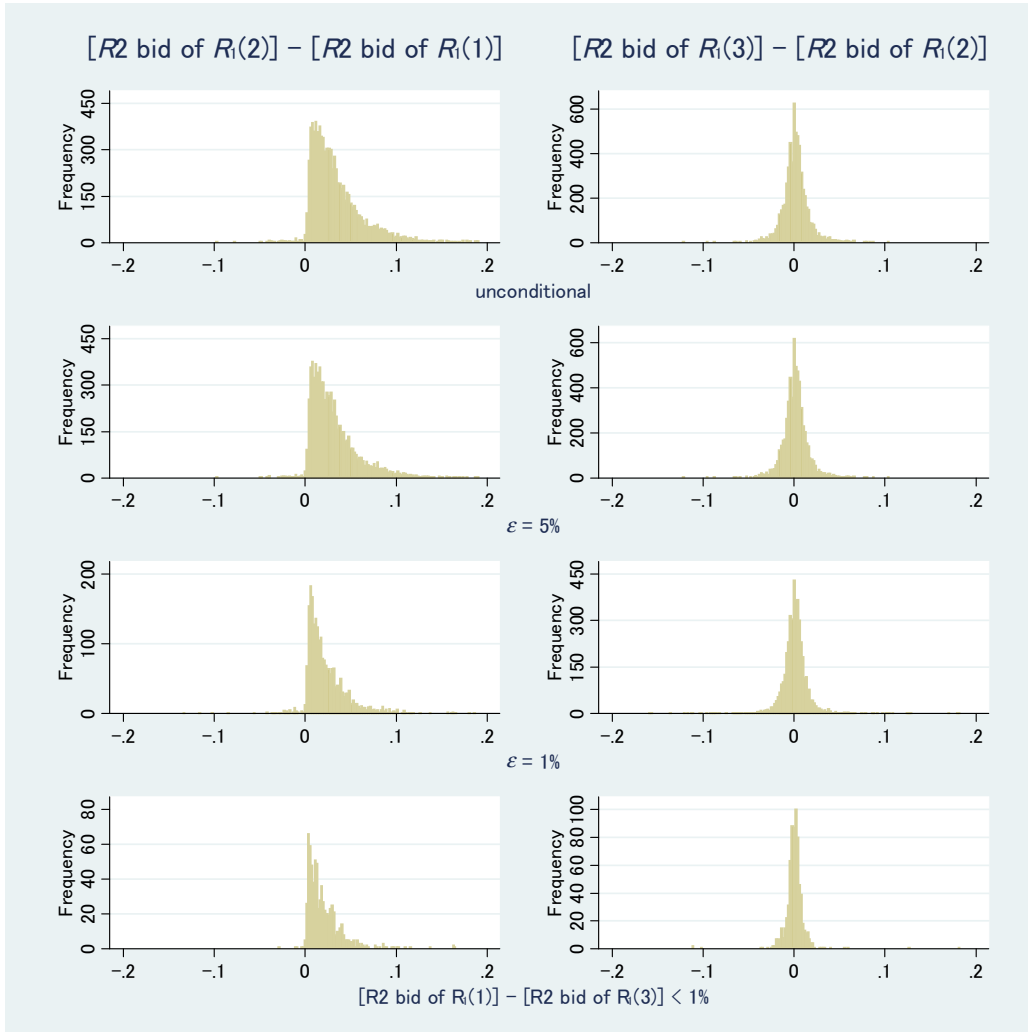 [R2 bid of R₁(2)] − [R2 bid of R₁(1)] [R2 bid of R₁(3)] − [R2 bid of R₁(2)]
Frequency
450
300
150
0
-.2 -.1 0 .1 .2
Frequency
600
400
200
0
-.2 -.1 0 .1 .2
unconditional
Frequency
450
300
150
0
-.2 -.1 0 .1 .2
Frequency
600
400
200
0
-.2 -.1 0 .1 .2
ε = 5%
Frequency
200
100
0
-.2 -.1 0 .1 .2
Frequency
450
300
150
0
-.2 -.1 0 .1 .2
ε = 1%
Frequency
80
60
40
20
0
-.2 -.1 0 .1 .2
Frequency
100
80
60
40
20
0
-.2 -.1 0 .1 .2
[R2 bid of R₁(1)] − [R2 bid of R₁(3)] < 1%